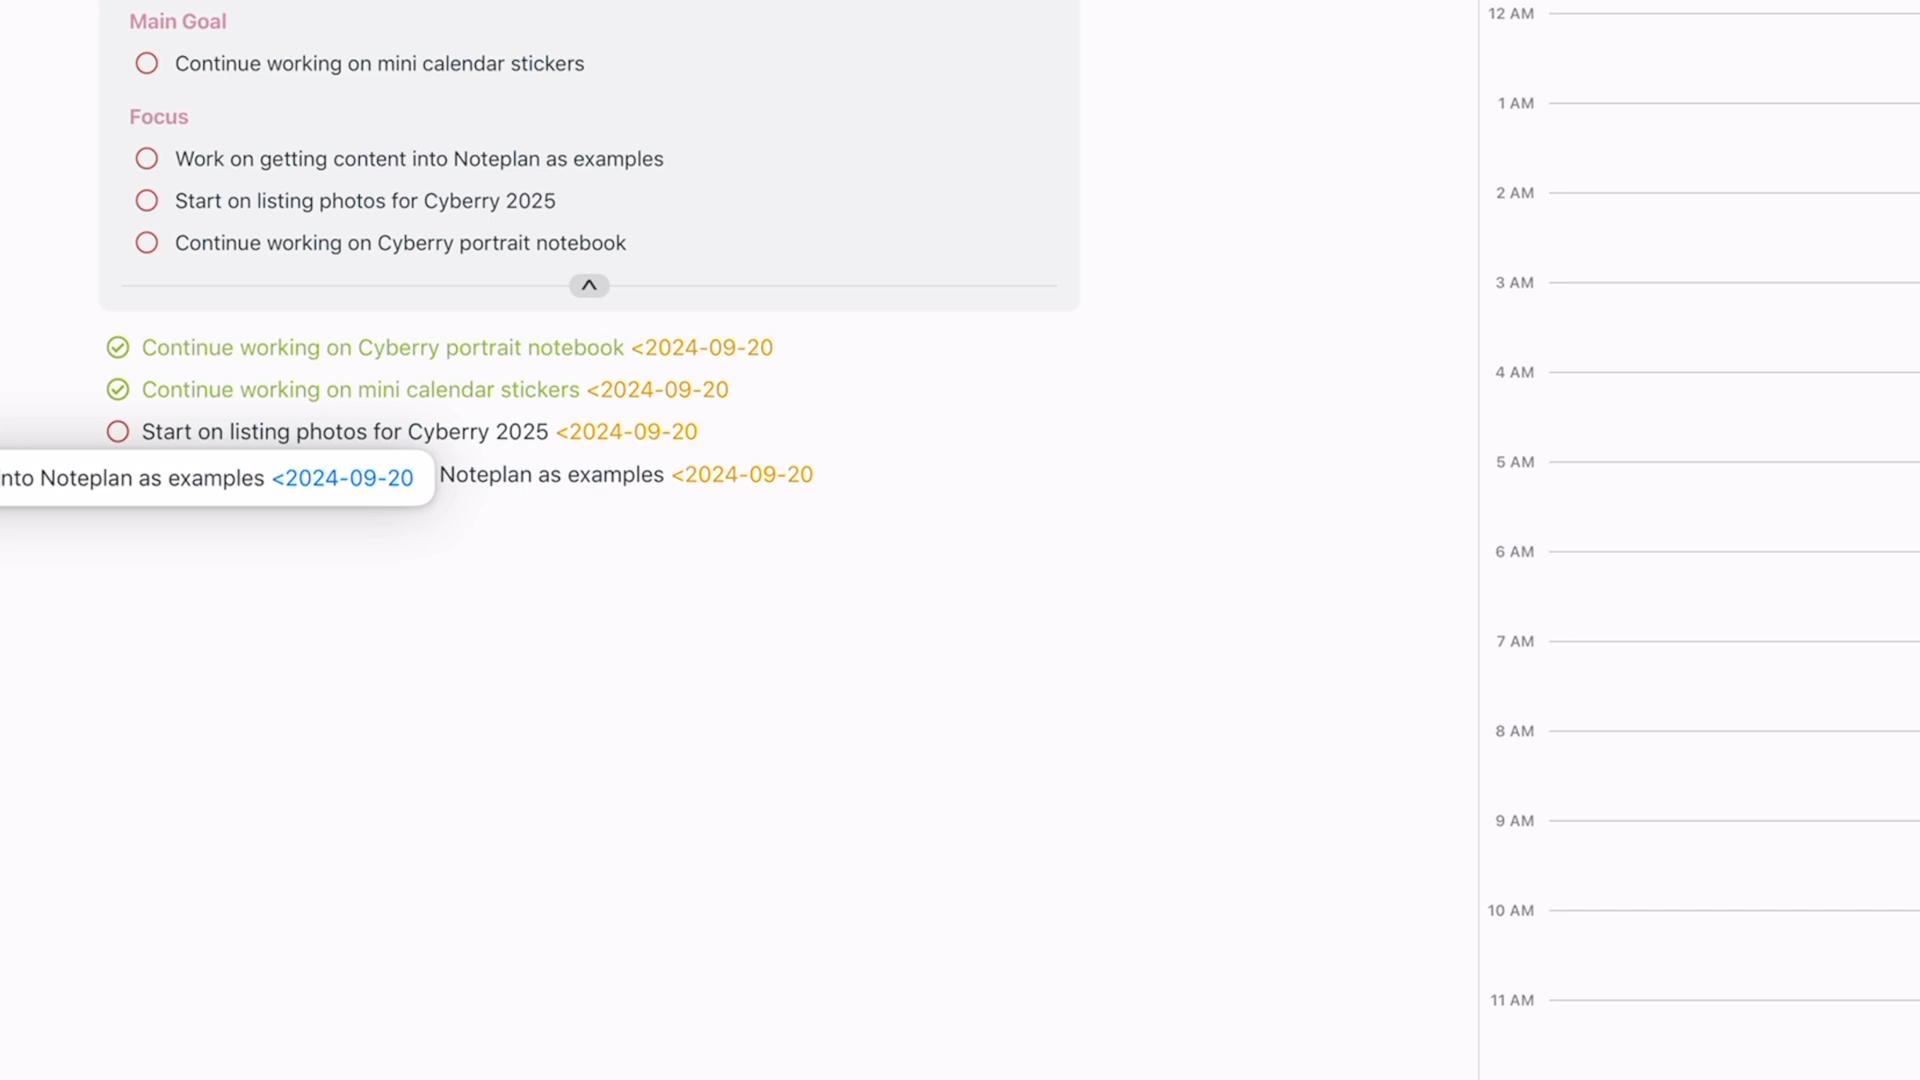 Main Goal
Continue working on mini calendar stickers
Focus
Work on getting content into Noteplan as examples
Start on listing photos for Cyberry 2025
Continue working on Cyberry portrait notebook
Continue working on Cyberry portrait notebook <2024-09-20
Continue working on mini calendar stickers <2024-09-20
Start on listing photos for Cyberry 2025 <2024-09-20
into Noteplan as examples <2024-09-20
Noteplan as examples <2024-09-20
12 AM
1 AM
2 AM
3 AM
4 AM
5 AM
6 AM
7 AM
8 AM
9 AM
10 AM
11 AM